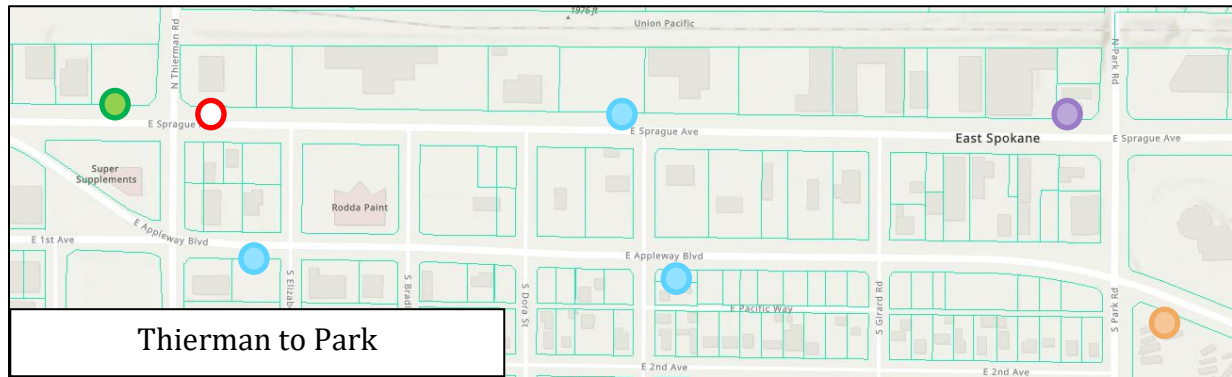 1976 ft
Union Pacific
N Thierman Rd
N Park Rd
E Sprague
E Sprague Ave
East Spokane
E Sprague Ave
Super
Supplements
Rodda Paint
E 1st Ave
E Appleway Blvd
E Appleway Blvd
S Dora St
S Girard Rd
S Park Rd
E Pacific Way
Thierman to Park
E 2nd Ave
E 2nd Ave